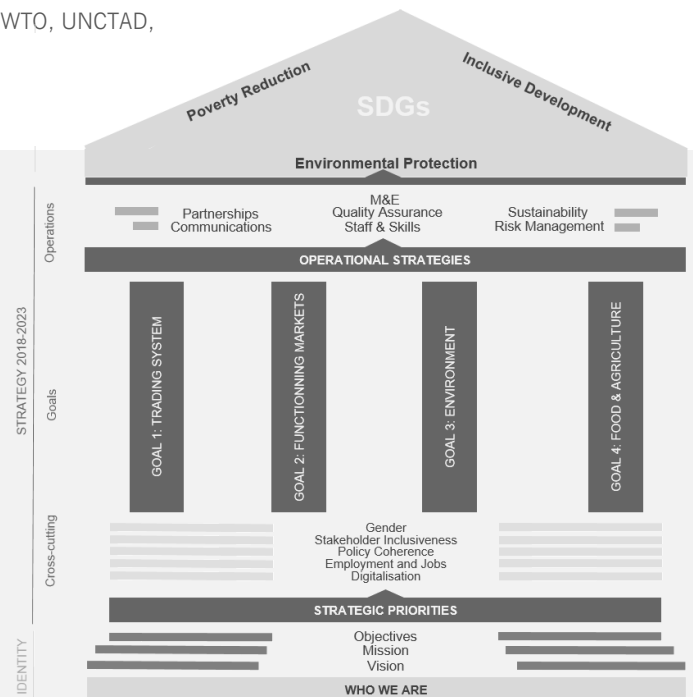 WTO, UNCTAD,
Poverty Reduction
Inclusive Development
SDGs
Environmental Protection
Operations
M&E
Partnerships
Quality Assurance
Sustainability
Communications
Staff & Skills
Risk Management
OPERATIONAL STRATEGIES
STRATEGY 2018-2023
Goals
GOAL 1: TRADING SYSTEM
GOAL 2: FUNCTIONNING MARKETS
GOAL 3: ENVIRONMENT
GOAL 4: FOOD & AGRICULTURE
Cross-cutting
Gender
Stakeholder Inclusiveness
Policy Coherence
Employment and Jobs
Digitalisation
STRATEGIC PRIORITIES
IDENTITY
Objectives
Mission
Vision
WHO WE ARE